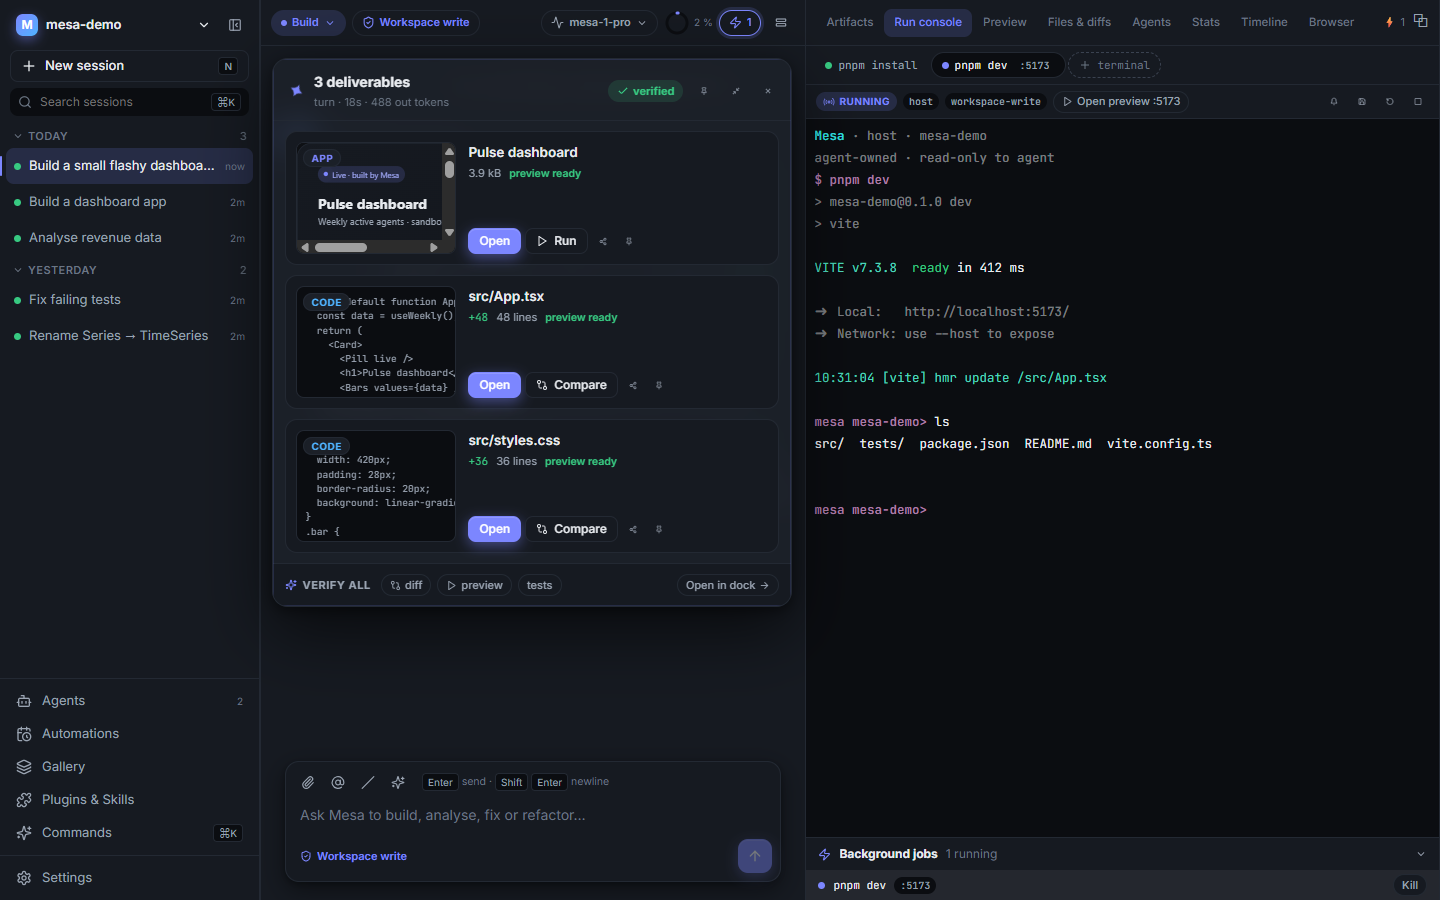 M mesa-demo
New session N
Search sessions ⌘K
TODAY 3
Build a small flashy dashboa... now
Build a dashboard app 2m
Analyse revenue data 2m
YESTERDAY 2
Fix failing tests 2m
Rename Series → TimeSeries 2m
Agents 2
Automations
Gallery
Plugins & Skills
Commands ⌘K
Settings
Build
Workspace write
mesa-1-pro
2 %
1
3 deliverables
turn · 18s · 488 out tokens
verified
APP
Live · built by Mesa
Pulse dashboard
Weekly active agents · sandbo
Pulse dashboard
3.9 kB preview ready
Open
Run
CODE
default function App
const data = useWeekly()
return (
<Card>
<Pill live />
<h1>Pulse dashboard<
<Bars values={data}
src/App.tsx
+48 48 lines preview ready
Open
Compare
CODE
width: 420px;
padding: 28px;
border-radius: 20px;
background: linear-gradie
}
.bar {
src/styles.css
+36 36 lines preview ready
Open
Compare
VERIFY ALL
diff
preview
tests
Open in dock →
Enter send · Shift Enter newline
Ask Mesa to build, analyse, fix or refactor...
Workspace write
Artifacts
Run console
Preview
Files & diffs
Agents
Stats
Timeline
Browser
1
pnpm install
pnpm dev :5173
+ terminal
RUNNING
host
workspace-write
Open preview :5173
Mesa · host · mesa-demo
agent-owned · read-only to agent
$ pnpm dev
> mesa-demo@0.1.0 dev
> vite
VITE v7.3.8 ready in 412 ms
➜ Local: http://localhost:5173/
➜ Network: use --host to expose
10:31:04 [vite] hmr update /src/App.tsx
mesa mesa-demo> ls
src/ tests/ package.json README.md vite.config.ts
mesa mesa-demo>
Background jobs 1 running
pnpm dev :5173
Kill